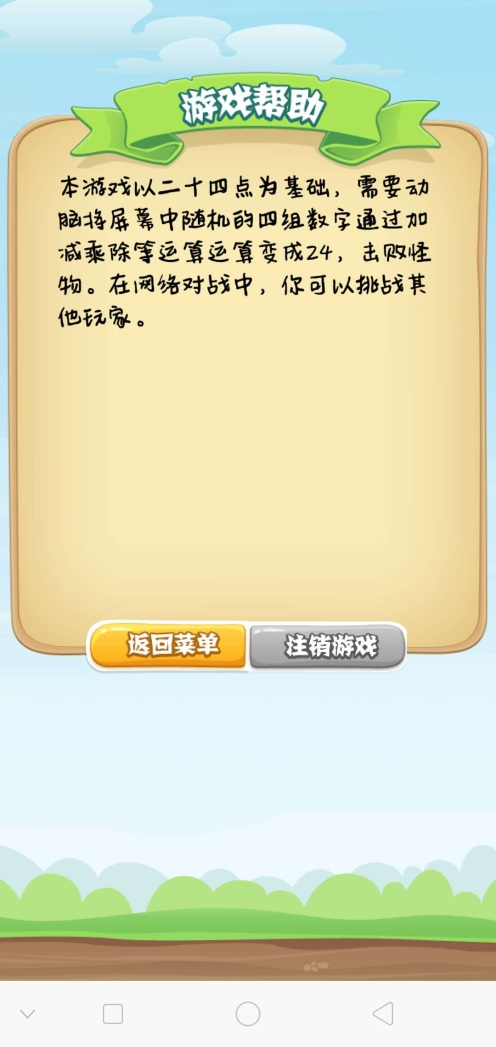 游戏帮助
本游戏以二十四点为基础，需要动
脑将屏幕中随机的四组数字通过加
减乘除等运算运算变成24，击败怪
物。在网络对战中，你可以挑战其
他玩家。
返回菜单
注销游戏